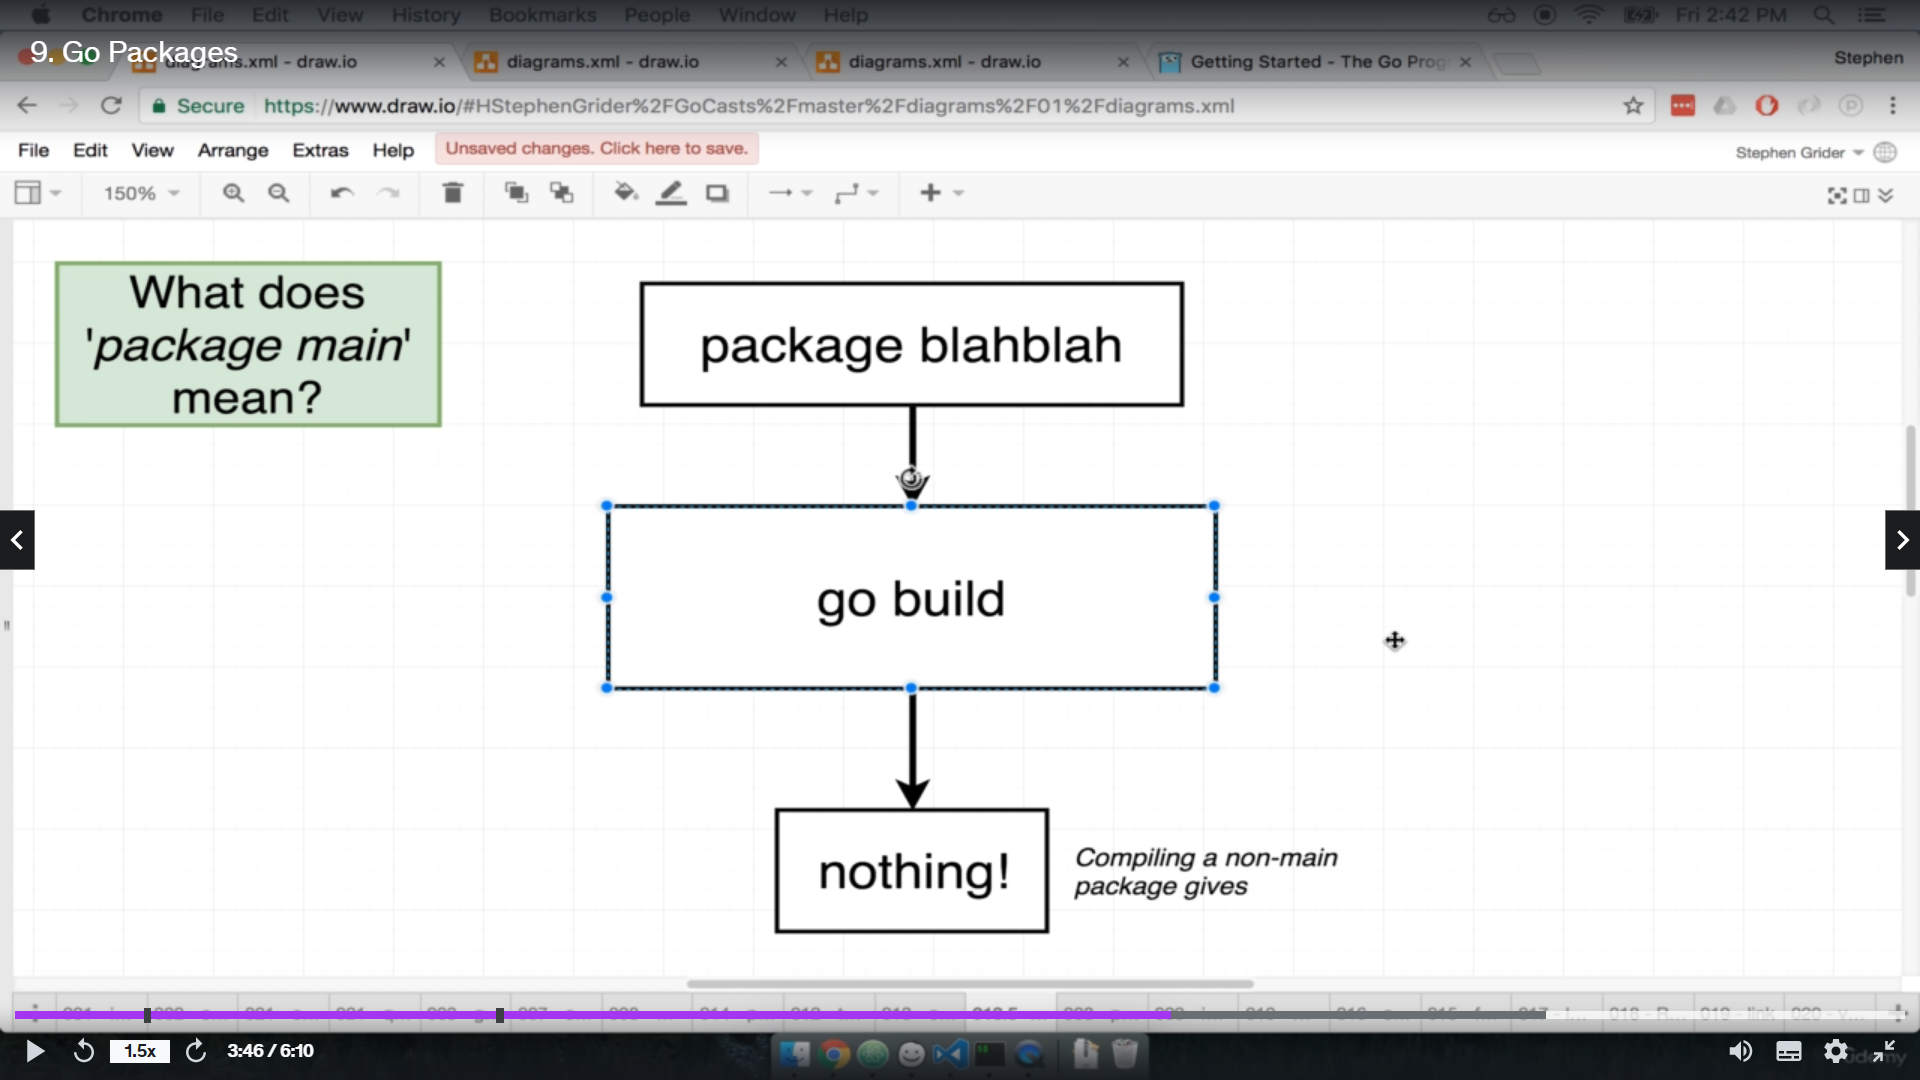 Chrome File Edit View History Bookmarks People Window Help
Fri 2:42 PM
9. Go Packages
diagrams.xml - draw.io
diagrams.xml - draw.io
diagrams.xml - draw.io
Getting Started - The Go Prog
Stephen
Secure
https://www.draw.io/#HStephenGrider%2FGoCasts%2Fmaster%2Fdiagrams%2F01%2Fdiagrams.xml
File Edit View Arrange Extras Help
Unsaved changes. Click here to save.
Stephen Grider
150%
What does
'package main'
mean?
package blahblah
go build
nothing!
Compiling a non-main
package gives
1.5x
3:46 / 6:10